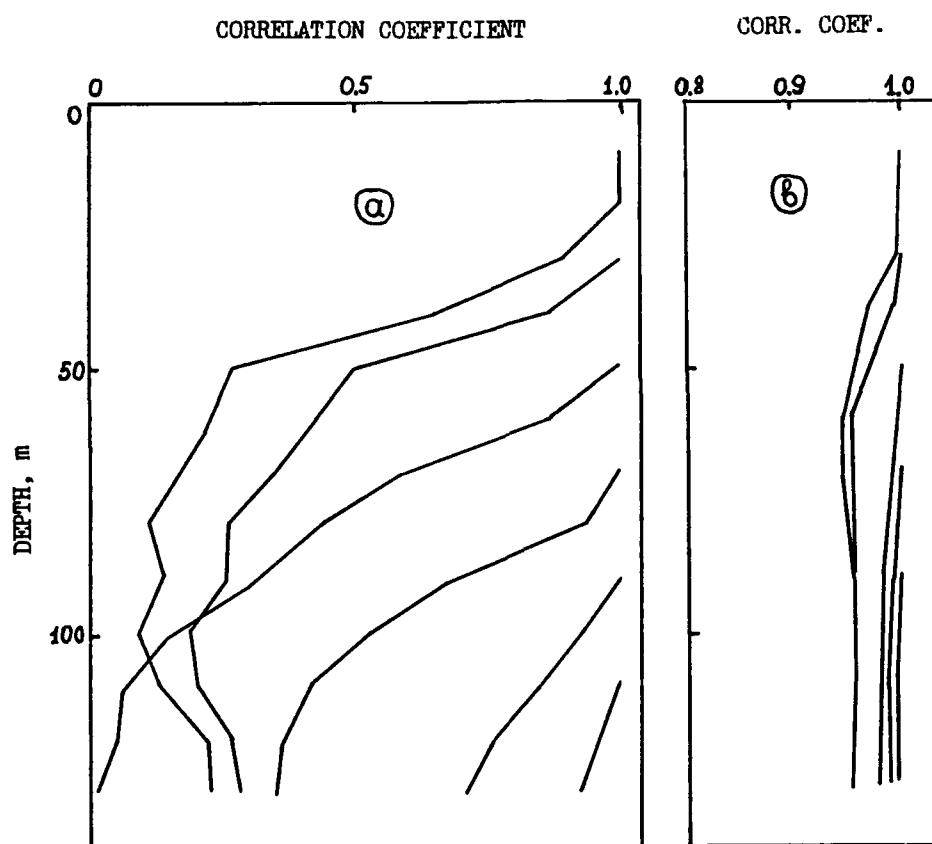 CORRELATION COEFFICIENT
CORR. COEF.
0 0.5 1.0
0.8 0.9 1.0
0
a
в
50
DEPTH, m
100